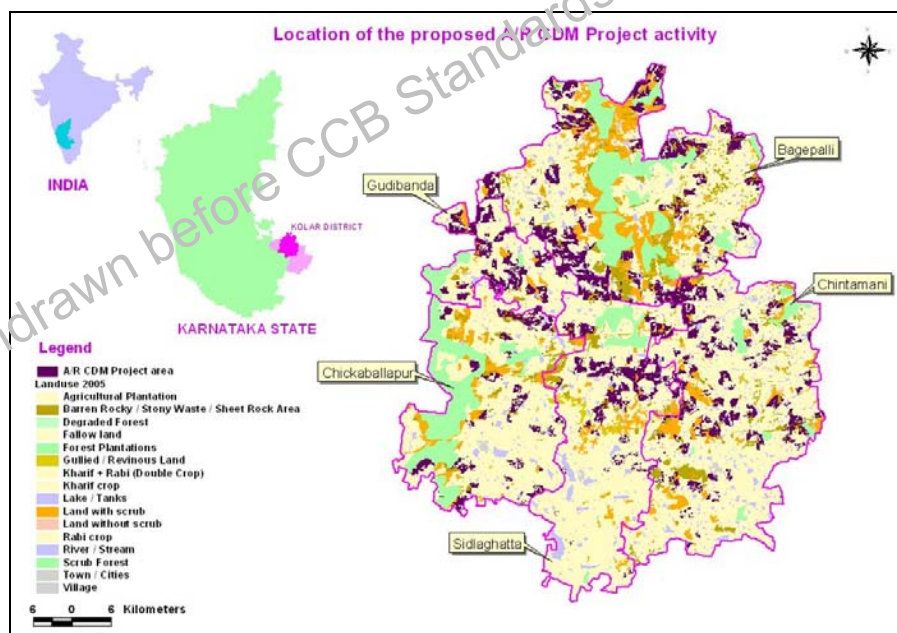 Location of the proposed A/R CDM Project activity
drawn before CCB Standards
INDIA
KARNATAKA STATE
KOLAR DISTRICT
Gudibanda
Bagepalli
Chintamani
Chickaballapur
Sidlaghatta
Legend
A/R CDM Project area
Landuse 2005
Agricultural Plantation
Barren Rocky / Stony Waste / Sheet Rock Area
Degraded Forest
Fallow land
Forest Plantations
Gullied / Revinous Land
Kharif + Rabi (Double Crop)
Kharif crop
Lake / Tanks
Land with scrub
Land without scrub
Rabi crop
River / Stream
Scrub Forest
Town / Cities
Village
6 0 6 Kilometers